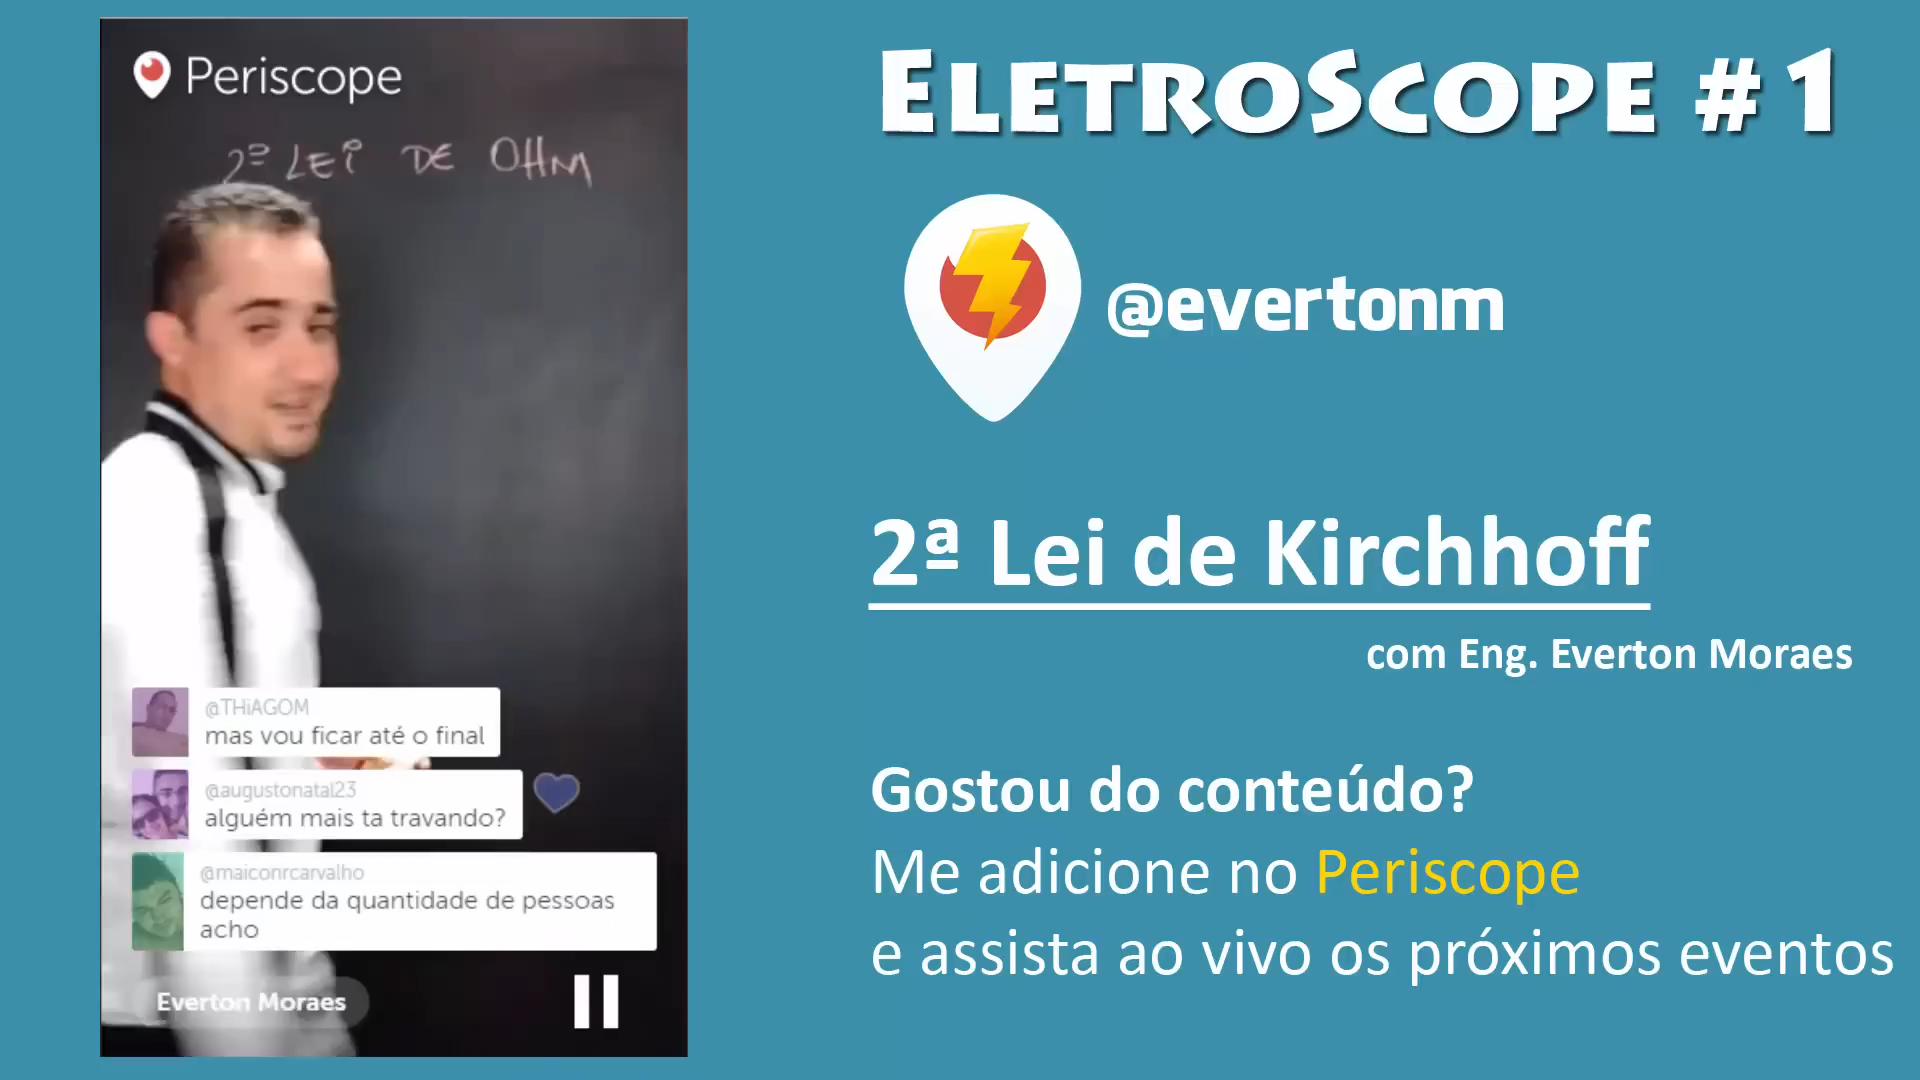 Periscope
2ª LEI DE OHM
@THiAGOM
mas vou ficar até o final
@augustonatal23
alguém mais ta travando?
@maiconrcarvalho
depende da quantidade de pessoas
acho
Everton Moraes
ELETROSCOPE #1
@evertonm
2ª Lei de Kirchhoff
com Eng. Everton Moraes
Gostou do conteúdo?
Me adicione no Periscope
e assista ao vivo os próximos eventos